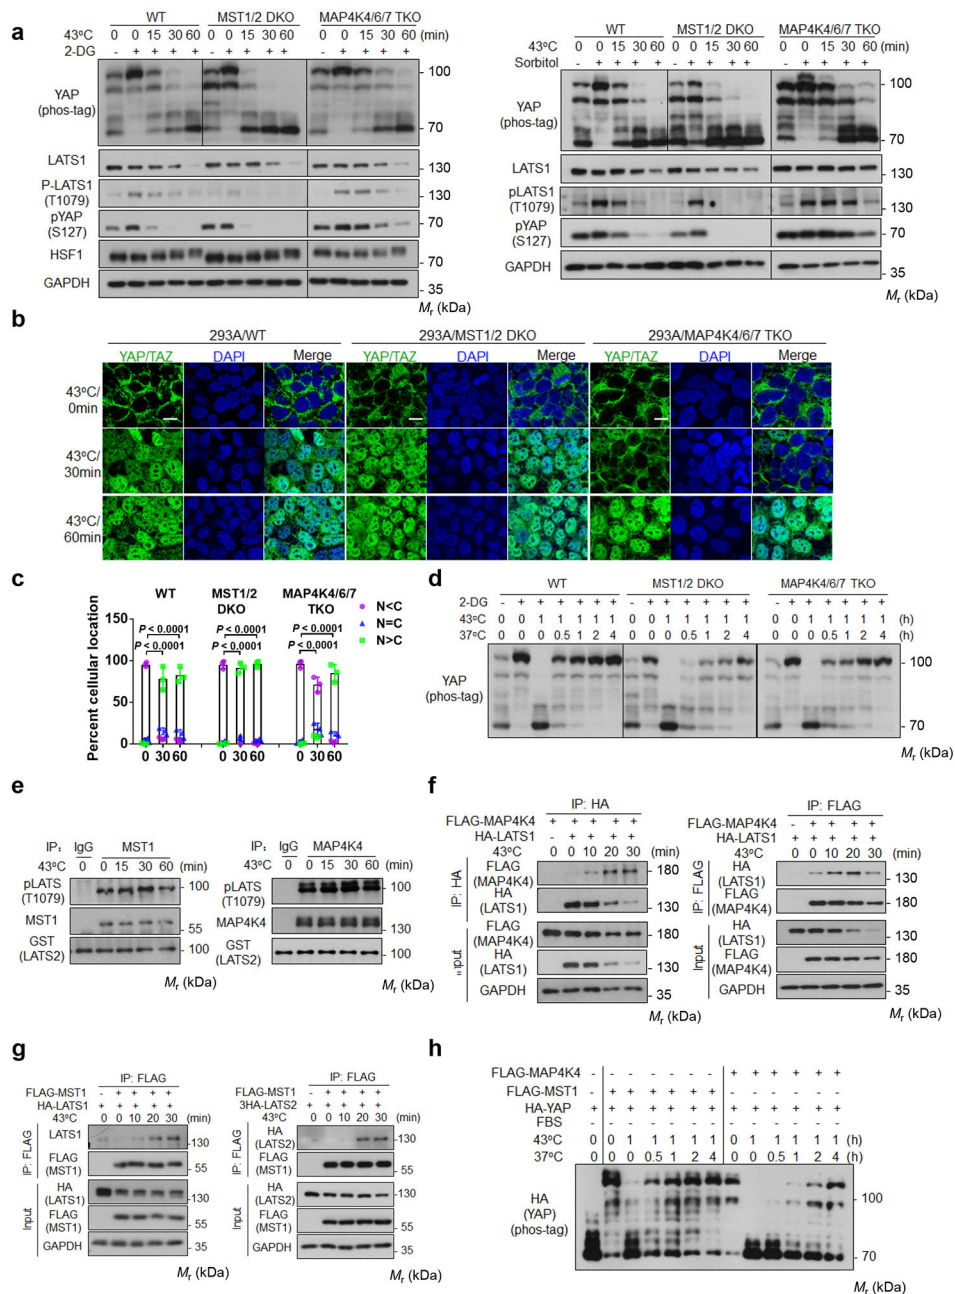 a
WT MST1/2 DKO MAP4K4/6/7 TKO
43ºC 0 0 15 30 60 0 0 15 30 60 0 0 15 30 60 (min)
2-DG - + + + + - + + + + - + + + +
YAP
(phos-tag)
100
70
LATS1
130
P-LATS1
(T1079)
130
pYAP
(S127)
70
HSF1
70
GAPDH
35
Mr (kDa)
WT MST1/2 DKO MAP4K4/6/7 TKO
43ºC 0 0 15 30 60 0 0 15 30 60 0 0 15 30 60 (min)
Sorbitol - + + + + - + + + + - + + + +
YAP
(phos-tag)
100
70
LATS1
130
pLATS1
(T1079)
130
pYAP
(S127)
70
GAPDH
35
Mr (kDa)
b
293A/WT 293A/MST1/2 DKO 293A/MAP4K4/6/7 TKO
YAP/TAZ DAPI Merge YAP/TAZ DAPI Merge YAP/TAZ DAPI Merge
43ºC/
0min
43ºC/
30min
43ºC/
60min
c
WT MST1/2 DKO MAP4K4/6/7 TKO
N<C
N=C
N>C
P < 0.0001 P < 0.0001 P < 0.0001
P < 0.0001 P < 0.0001 P < 0.0001
Percent cellular location
150
100
50
0
0 30 60 0 30 60 0 30 60
d
WT MST1/2 DKO MAP4K4/6/7 TKO
2-DG - + + + + + + - + + + + + + - + + + + + +
43ºC 0 0 1 1 1 1 1 0 0 1 1 1 1 1 0 0 1 1 1 1 1 (h)
37ºC 0 0 0 0.5 1 2 4 0 0 0 0.5 1 2 4 0 0 0 0.5 1 2 4 (h)
YAP
(phos-tag)
100
70
Mr (kDa)
e
IP: IgG MST1
43ºC 0 0 15 30 60 (min)
pLATS
(T1079)
100
MST1
55
GST
(LATS2)
100
Mr (kDa)
IP: IgG MAP4K4
43ºC 0 0 15 30 60 (min)
pLATS
(T1079)
100
MAP4K4
130
GST
(LATS2)
100
Mr (kDa)
f
IP: HA
FLAG-MAP4K4 + + + + +
HA-LATS1 - + + + +
43ºC 0 0 10 20 30 (min)
IP: HA
FLAG
(MAP4K4)
180
HA
(LATS1)
130
Input
FLAG
(MAP4K4)
180
HA
(LATS1)
130
GAPDH
35
Mr (kDa)
IP: FLAG
FLAG-MAP4K4 - + + + +
HA-LATS1 + + + + +
43ºC 0 0 10 20 30 (min)
IP: FLAG
HA
(LATS1)
130
FLAG
(MAP4K4)
180
Input
HA
(LATS1)
130
FLAG
(MAP4K4)
180
GAPDH
35
Mr (kDa)
g
IP: FLAG
FLAG-MST1 - + + + +
HA-LATS1 + + + + +
43ºC 0 0 10 20 30 (min)
IP: FLAG
LATS1
130
FLAG
(MST1)
55
Input
HA
(LATS1)
130
FLAG
(MST1)
55
GAPDH
35
Mr (kDa)
IP: FLAG
FLAG-MST1 - + + + +
3HA-LATS2 + + + + +
43ºC 0 0 10 20 30 (min)
IP: FLAG
HA
(LATS2)
130
FLAG
(MST1)
55
Input
HA
(LATS2)
130
FLAG
(MST1)
55
GAPDH
35
Mr (kDa)
h
FLAG-MAP4K4 - - - - - - - + + + + + +
FLAG-MST1 - + + + + + + - - - - - -
HA-YAP + + + + + + + + + + + + +
FBS
43ºC 0 0 1 1 1 1 1 0 1 1 1 1 1 (h)
37ºC 0 0 0 0.5 1 2 4 0 0 0.5 1 2 4 (h)
HA
(YAP)
(phos-tag)
100
70
Mr (kDa)